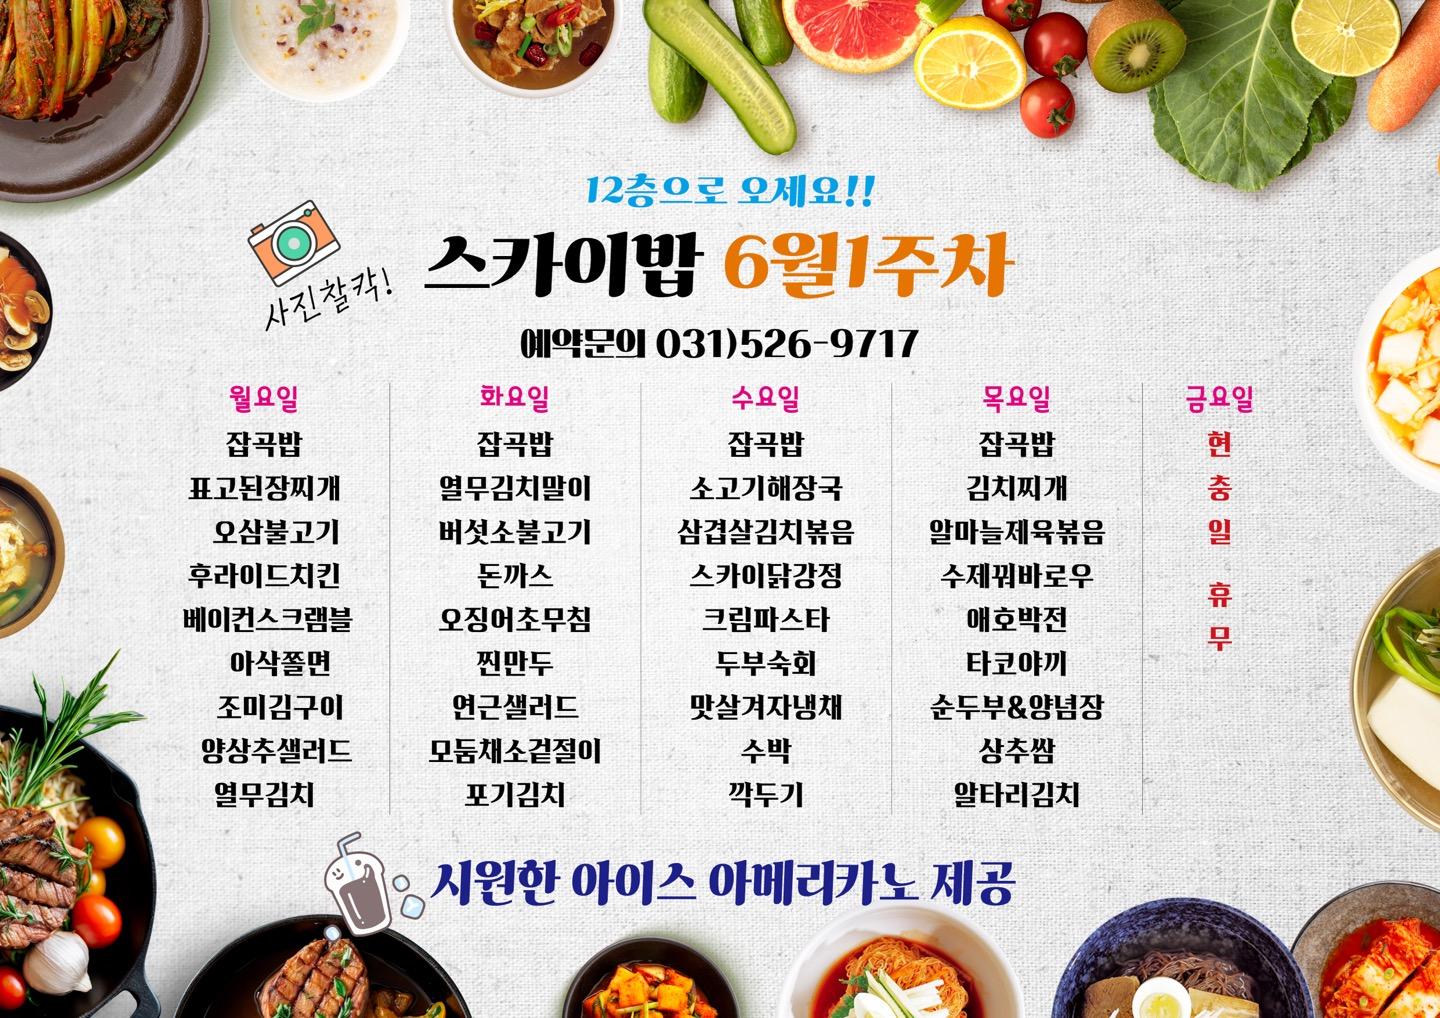 12층으로 오세요!!
스카이밥 6월1주차
사진찰칵!
예약문의 031)526-9717
월요일
잡곡밥
표고된장찌개
오삼불고기
후라이드치킨
베이컨스크램블
아삭쫄면
조미김구이
양상추샐러드
열무김치
화요일
잡곡밥
열무김치말이
버섯소불고기
돈까스
오징어초무침
찐만두
연근샐러드
모둠채소겉절이
포기김치
수요일
잡곡밥
소고기해장국
삼겹살김치볶음
스카이닭강정
크림파스타
두부숙회
맛살겨자냉채
수박
깍두기
목요일
잡곡밥
김치찌개
알마늘제육볶음
수제꿔바로우
애호박전
타코야끼
순두부&양념장
상추쌈
알타리김치
금요일
현
충
일
휴
무
시원한 아이스 아메리카노 제공